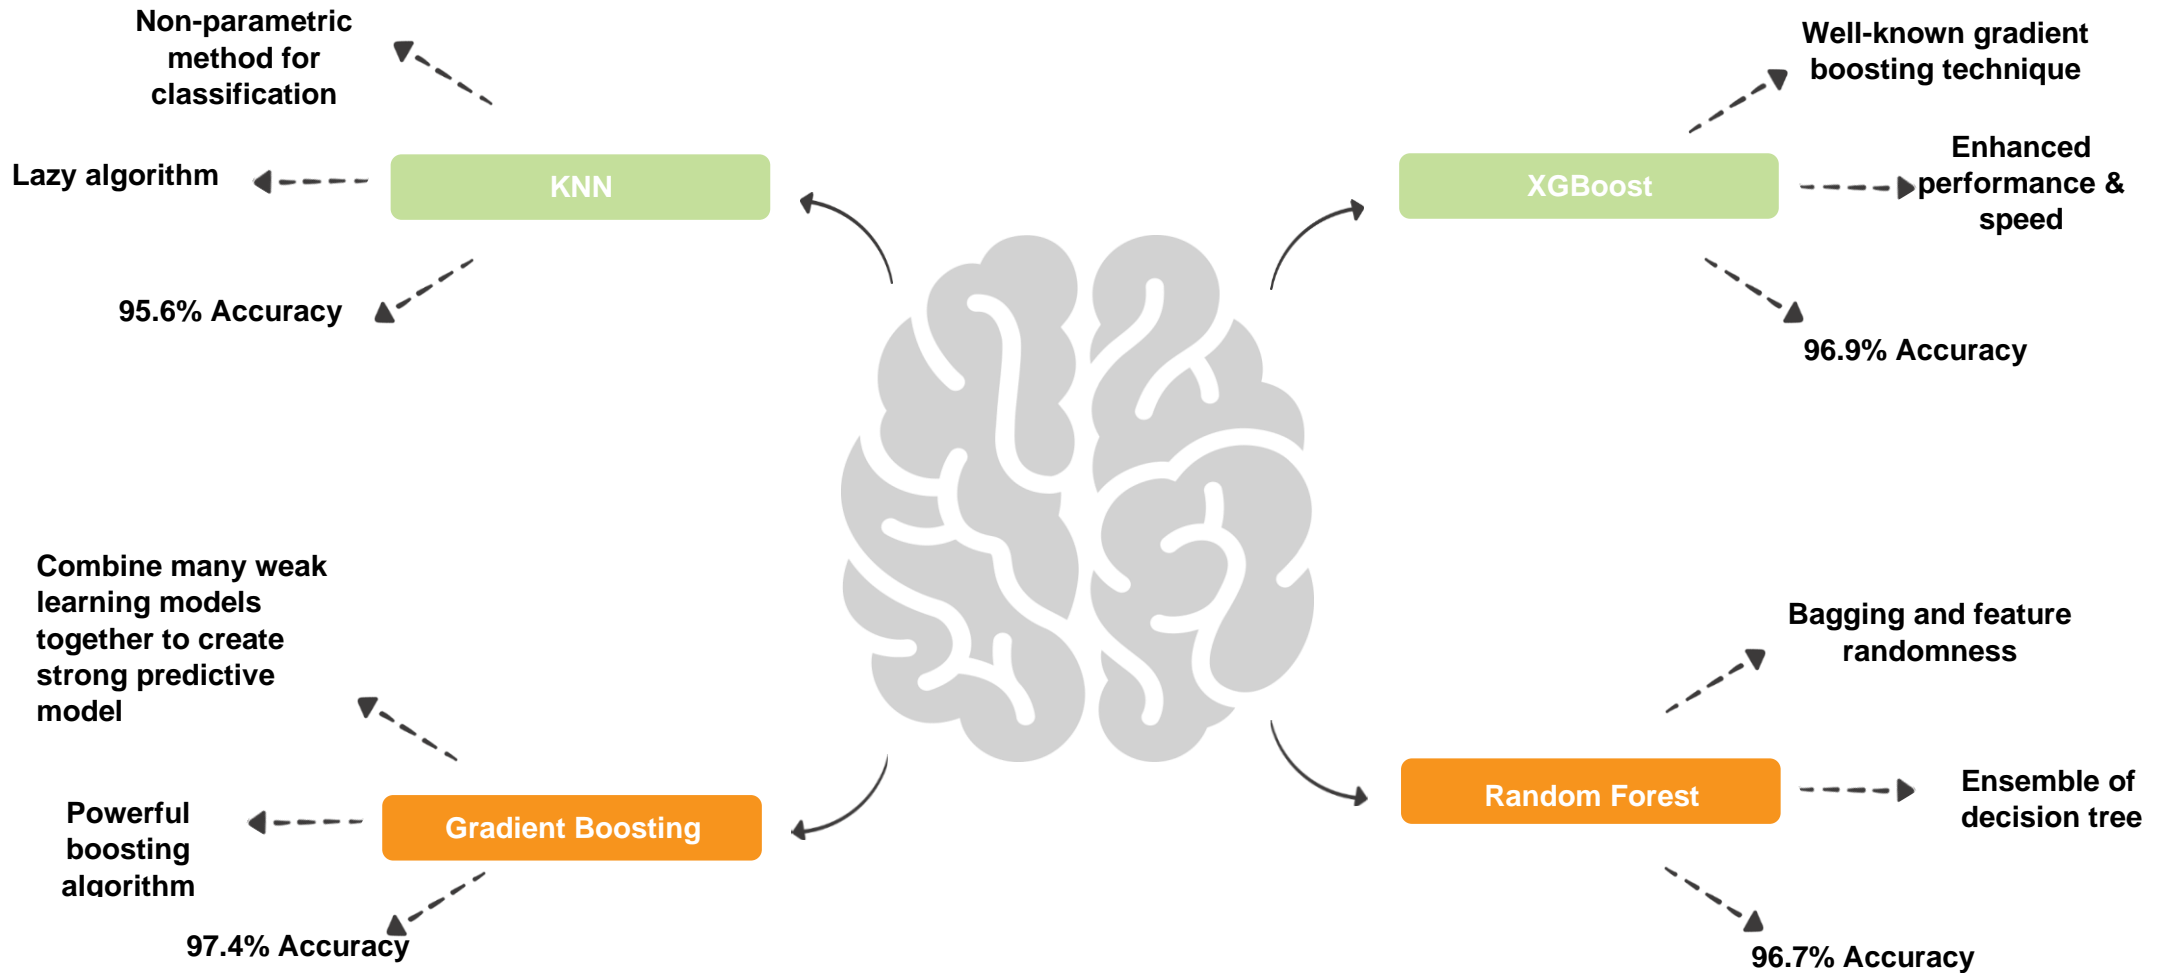 Non-parametric
method for
classification
Lazy algorithm
KNN
95.6% Accuracy
Well-known gradient
boosting technique
XGBoost
Enhanced
performance &
speed
96.9% Accuracy
Combine many weak
learning models
together to create
strong predictive
model
Powerful
boosting
algorithm
Gradient Boosting
97.4% Accuracy
Bagging and feature
randomness
Random Forest
Ensemble of
decision tree
96.7% Accuracy